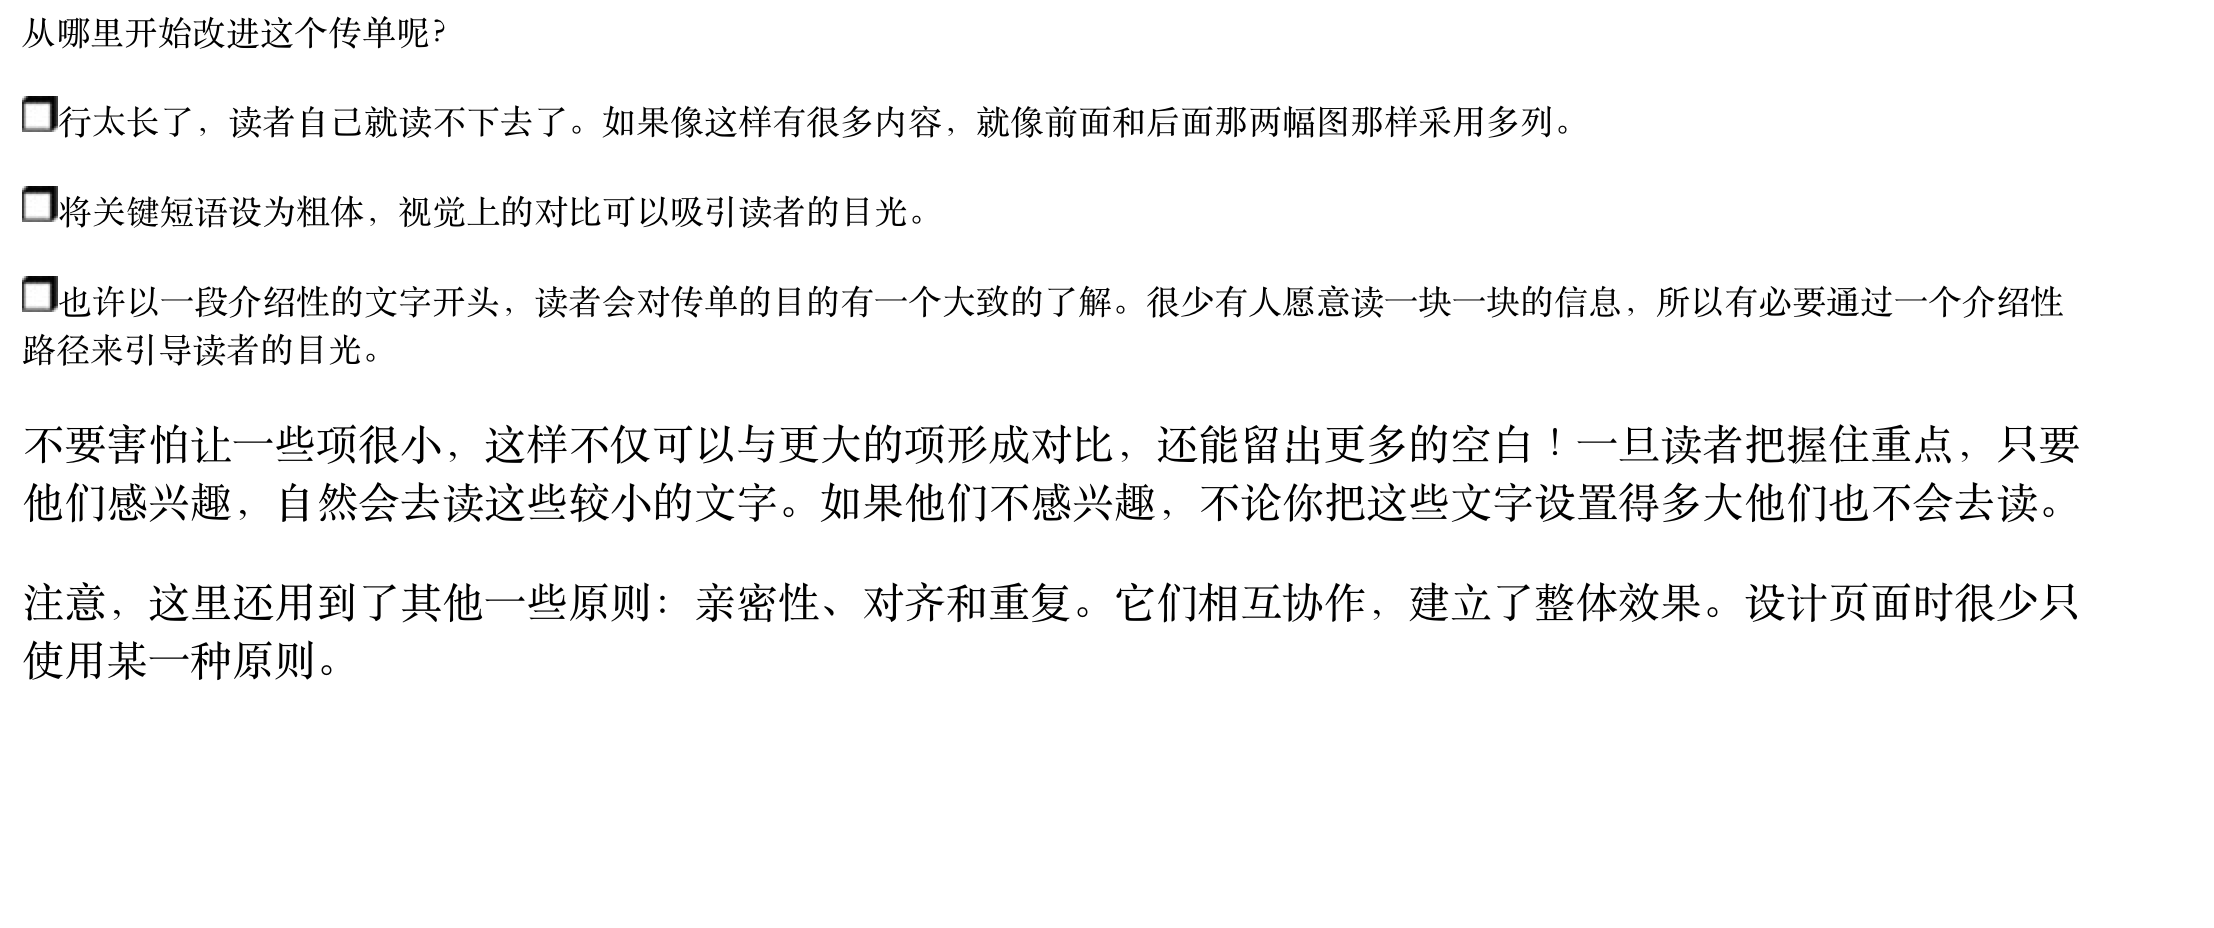 从哪里开始改进这个传单呢?
行太长了，读者自己就读不下去了。如果像这样有很多内容，就像前面和后面那两幅图那样采用多列。
将关键短语设为粗体，视觉上的对比可以吸引读者的目光。
也许以一段介绍性的文字开头，读者会对传单的目的有一个大致的了解。很少有人愿意读一块一块的信息，所以有必要通过一个介绍性
路径来引导读者的目光。
不要害怕让一些项很小，这样不仅可以与更大的项形成对比，还能留出更多的空白！一旦读者把握住重点，只要
他们感兴趣，自然会去读这些较小的文字。如果他们不感兴趣，不论你把这些文字设置得多大他们也不会去读。
注意，这里还用到了其他一些原则：亲密性、对齐和重复。它们相互协作，建立了整体效果。设计页面时很少只
使用某一种原则。